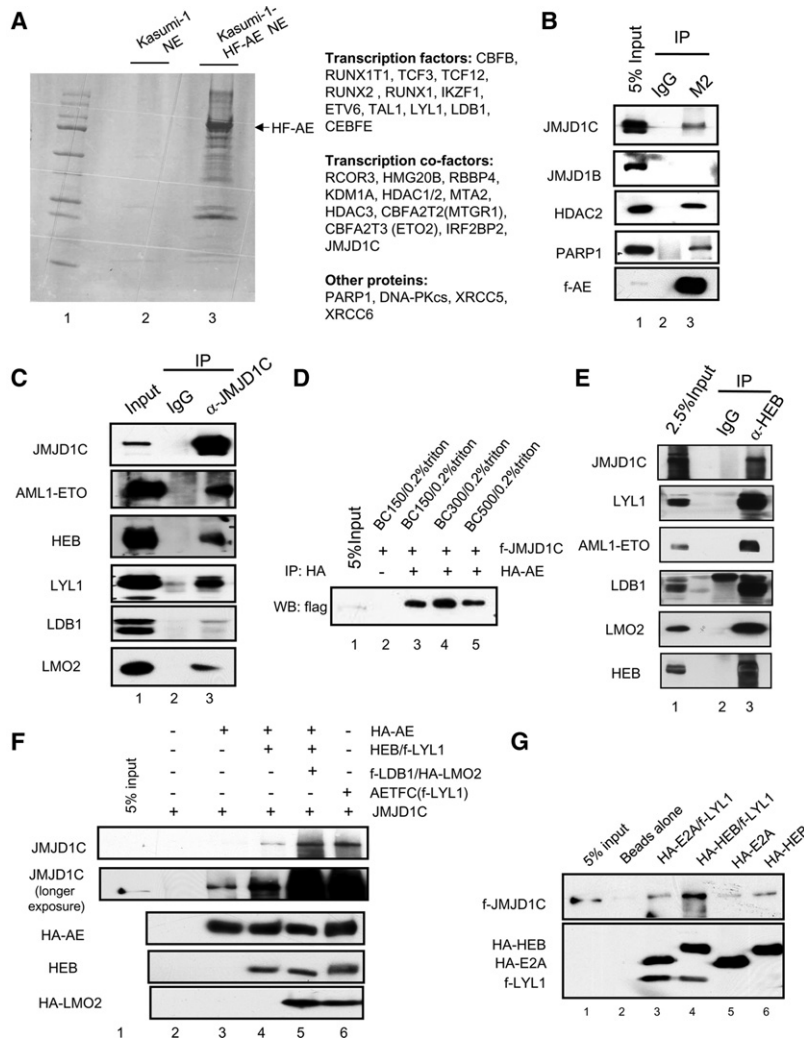 A
Kasumi-1
NE
Kasumi-1-
HF-AE NE
HF-AE
1 2 3
Transcription factors: CBFB,
RUNX1T1, TCF3, TCF12,
RUNX2 , RUNX1, IKZF1,
ETV6, TAL1, LYL1, LDB1,
CEBFE
Transcription co-factors:
RCOR3, HMG20B, RBBP4,
KDM1A, HDAC1/2, MTA2,
HDAC3, CBFA2T2(MTGR1),
CBFA2T3 (ETO2), IRF2BP2,
JMJD1C
Other proteins:
PARP1, DNA-PKcs, XRCC5,
XRCC6
B
IP
5% Input
IgG
M2
JMJD1C
JMJD1B
HDAC2
PARP1
f-AE
1 2 3
C
IP
Input
IgG
α-JMJD1C
JMJD1C
AML1-ETO
HEB
LYL1
LDB1
LMO2
1 2 3
D
5%Input
BC150/0.2%triton
BC150/0.2%triton
BC300/0.2%triton
BC500/0.2%triton
+ + + + f-JMJD1C
IP: HA - + + + HA-AE
WB: flag
1 2 3 4 5
E
IP
2.5%Input
IgG
α-HEB
JMJD1C
LYL1
AML1-ETO
LDB1
LMO2
HEB
1 2 3
F
5% input
- + + + - HA-AE
- - + + - HEB/f-LYL1
- - - + - f-LDB1/HA-LMO2
- - - - + AETFC(f-LYL1)
+ + + + + JMJD1C
JMJD1C
JMJD1C
(longer
exposure)
HA-AE
HEB
HA-LMO2
1 2 3 4 5 6
G
5% input
Beads alone
HA-E2A/f-LYL1
HA-HEB/f-LYL1
HA-E2A
HA-HEB
f-JMJD1C
HA-HEB
HA-E2A
f-LYL1
1 2 3 4 5 6